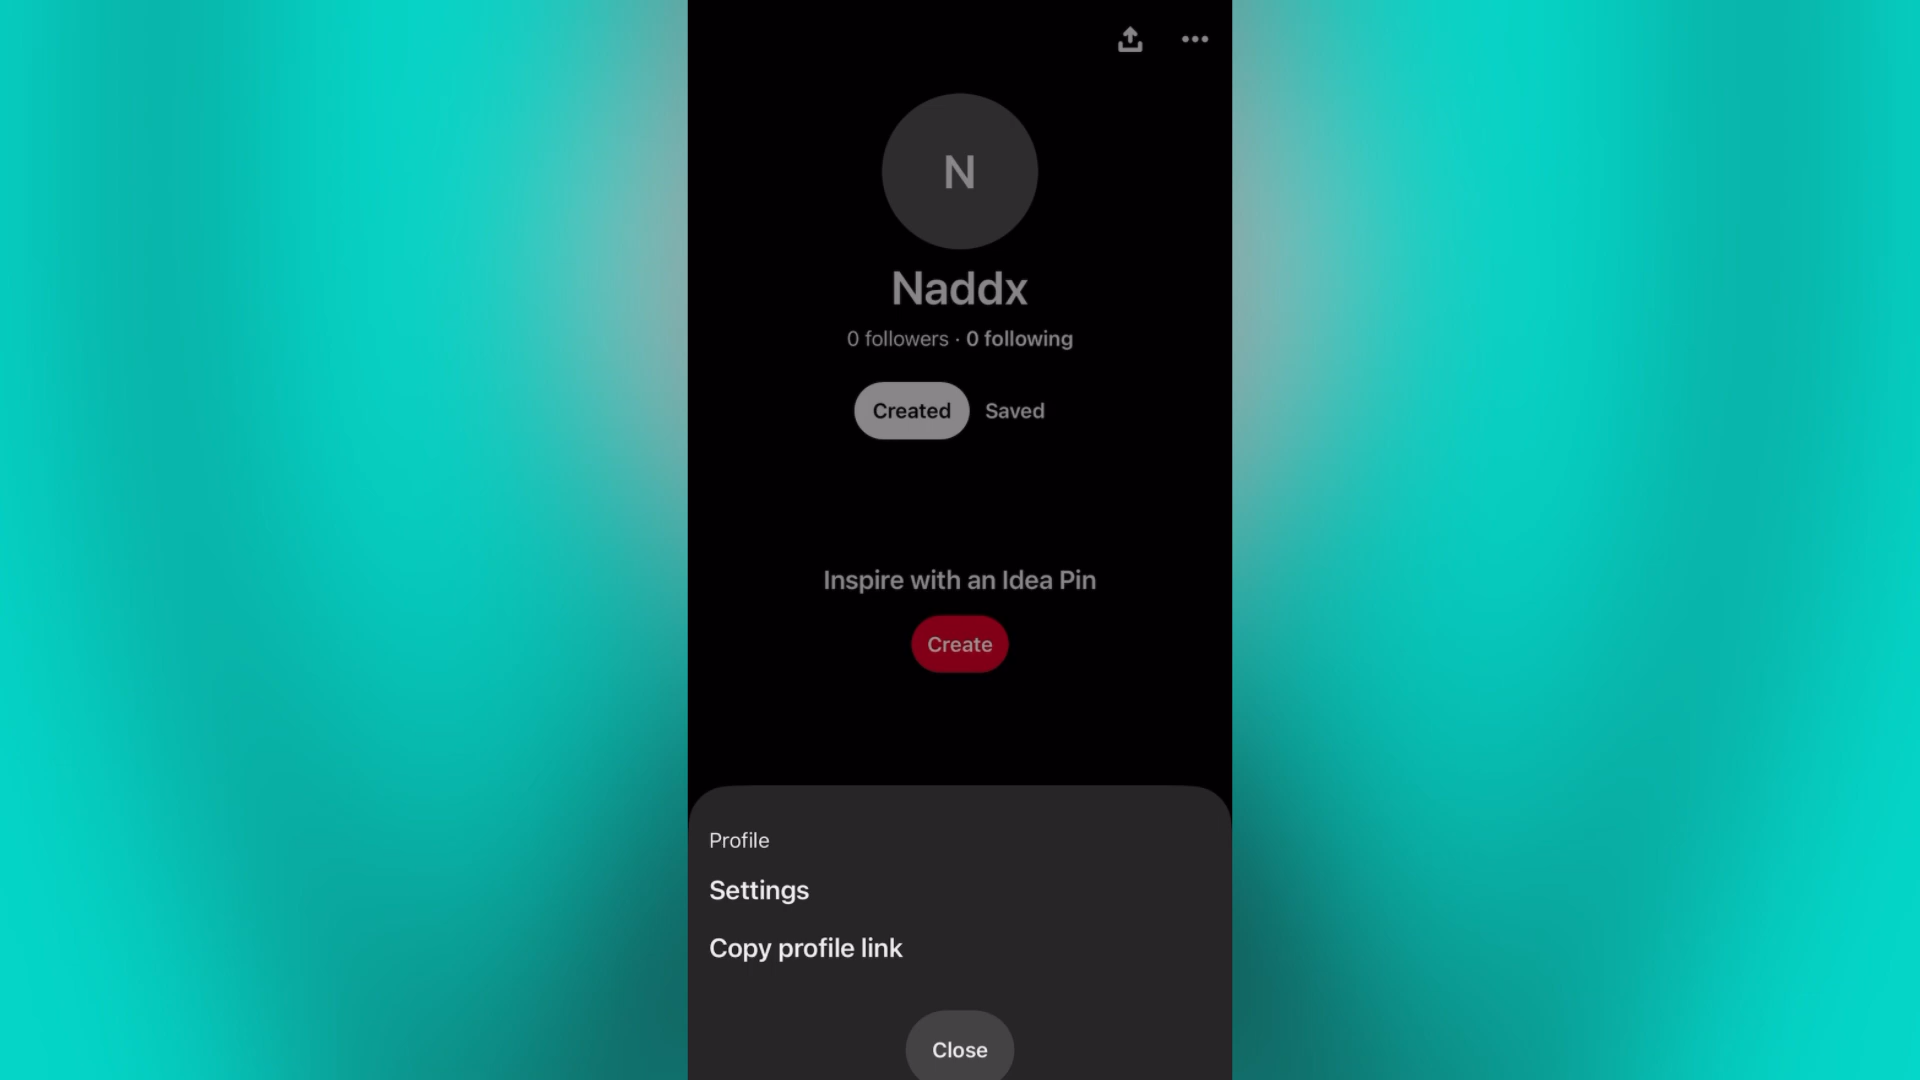 N
Naddx
0 followers · 0 following
Created Saved
Inspire with an Idea Pin
Create
Profile
Settings
Copy profile link
Close